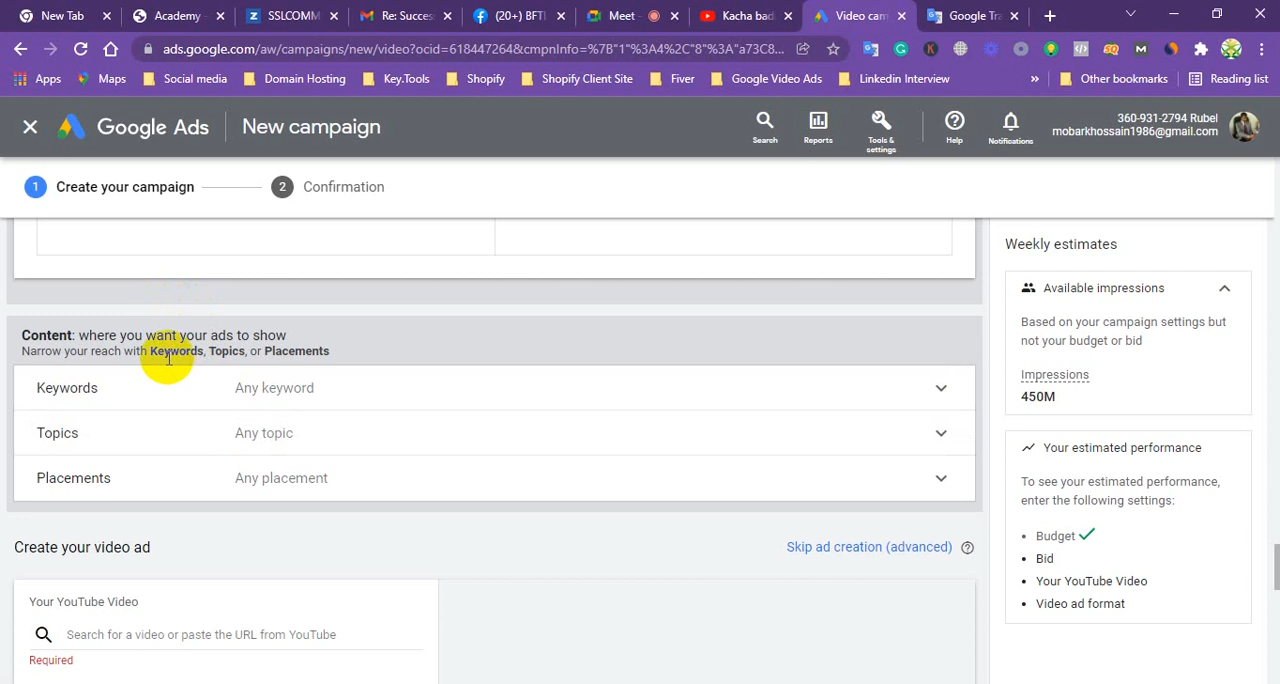 New Tab
Academy -
SSLCOMM
Re: Succes
(20+) BFTI
Meet -
Kacha bad
Video cam
Google Tra
ads.google.com/aw/campaigns/new/video?ocid=6184472648&cmpnInfo=%7B"1"%3A4%2C"8"%3A"a73C8...
Apps
Maps
Social media
Domain Hosting
Key.Tools
Shopify
Shopify Client Site
Fiver
Google Video Ads
Linkedin Interview
»
Other bookmarks
Reading list
Google Ads
New campaign
Search
Reports
Tools & settings
Help
Notifications
360-931-2794 Rubel
mobarkhossain1986@gmail.com
1 Create your campaign
2 Confirmation
Weekly estimates
Available impressions
Based on your campaign settings but
not your budget or bid
Impressions
450M
Content: where you want your ads to show
Narrow your reach with Keywords, Topics, or Placements
Keywords Any keyword
Topics Any topic
Placements Any placement
Your estimated performance
To see your estimated performance,
enter the following settings:
• Budget
• Bid
• Your YouTube Video
• Video ad format
Create your video ad
Skip ad creation (advanced)
Your YouTube Video
Search for a video or paste the URL from YouTube
Required